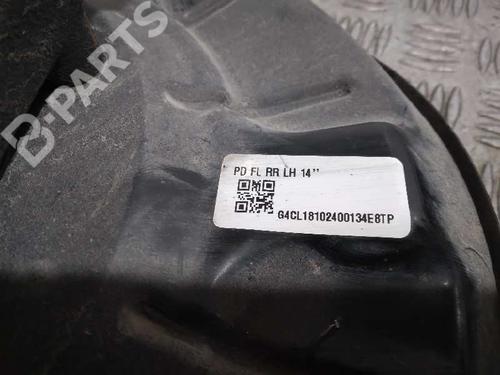 B-PARTS
PD FL RR LH 14''
G4CL18102400134E8TP